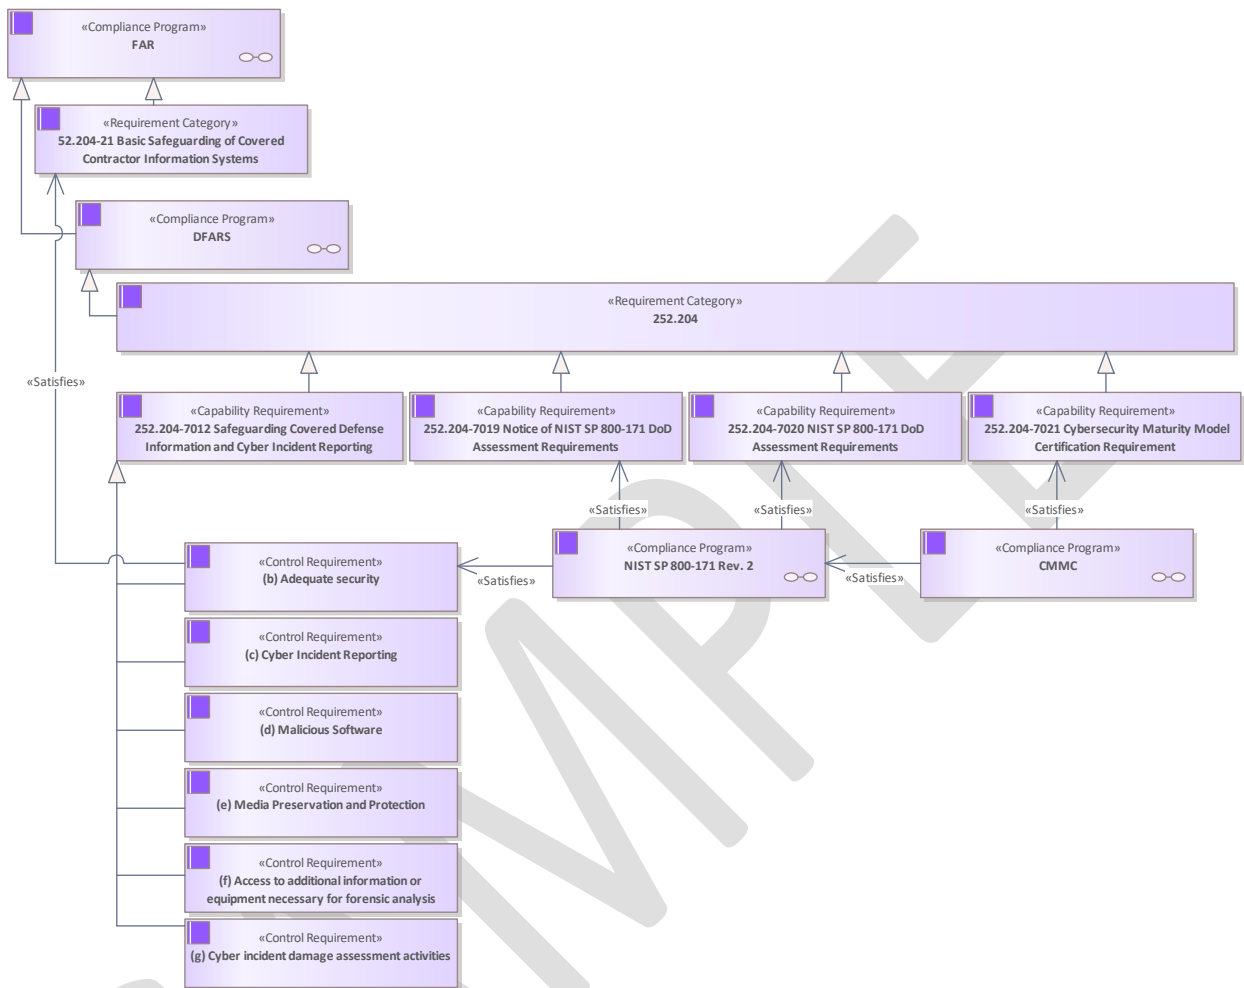 «Compliance Program»
FAR
«Requirement Category»
52.204-21 Basic Safeguarding of Covered
Contractor Information Systems
«Compliance Program»
DFARS
«Requirement Category»
252.204
«Satisfies»
«Capability Requirement»
252.204-7012 Safeguarding Covered Defense
Information and Cyber Incident Reporting
«Capability Requirement»
252.204-7019 Notice of NIST SP 800-171 DoD
Assessment Requirements
«Capability Requirement»
252.204-7020 NIST SP 800-171 DoD
Assessment Requirements
«Capability Requirement»
252.204-7021 Cybersecurity Maturity Model
Certification Requirement
«Satisfies»
«Satisfies»
«Satisfies»
«Control Requirement»
(b) Adequate security
«Satisfies»
«Compliance Program»
NIST SP 800-171 Rev. 2
«Satisfies»
«Compliance Program»
CMMC
«Control Requirement»
(c) Cyber Incident Reporting
«Control Requirement»
(d) Malicious Software
«Control Requirement»
(e) Media Preservation and Protection
«Control Requirement»
(f) Access to additional information or
equipment necessary for forensic analysis
«Control Requirement»
(g) Cyber incident damage assessment activities